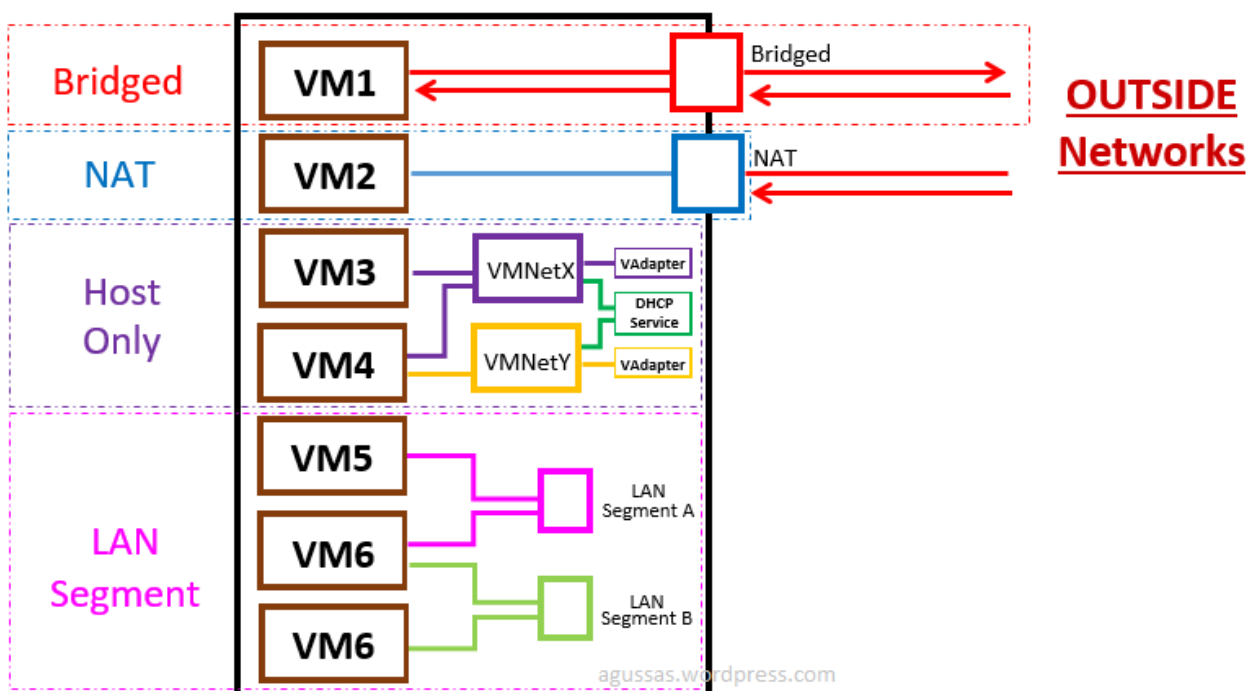 Bridged
VM1
Bridged
OUTSIDE
Networks
NAT
VM2
NAT
Host
Only
VM3
VMNetX
VAdapter
DHCP
Service
VM4
VMNetY
VAdapter
LAN
Segment
VM5
LAN
Segment A
VM6
LAN
Segment B
VM6
agussas.wordpress.com